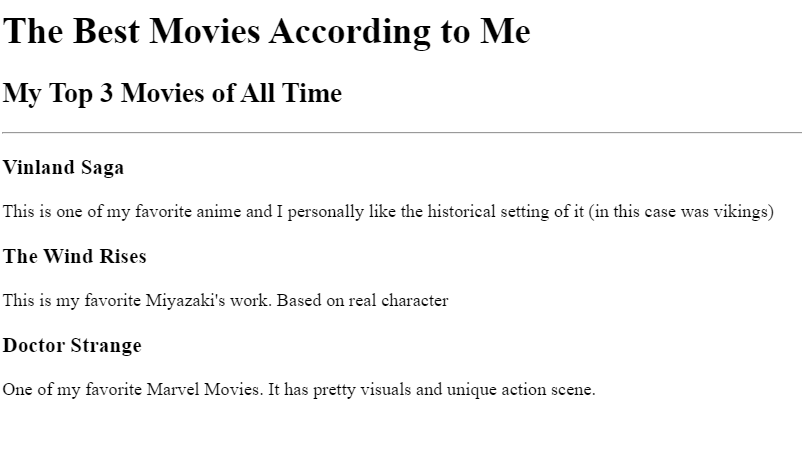 The Best Movies According to Me
My Top 3 Movies of All Time
Vinland Saga
This is one of my favorite anime and I personally like the historical setting of it (in this case was vikings)
The Wind Rises
This is my favorite Miyazaki's work. Based on real character
Doctor Strange
One of my favorite Marvel Movies. It has pretty visuals and unique action scene.